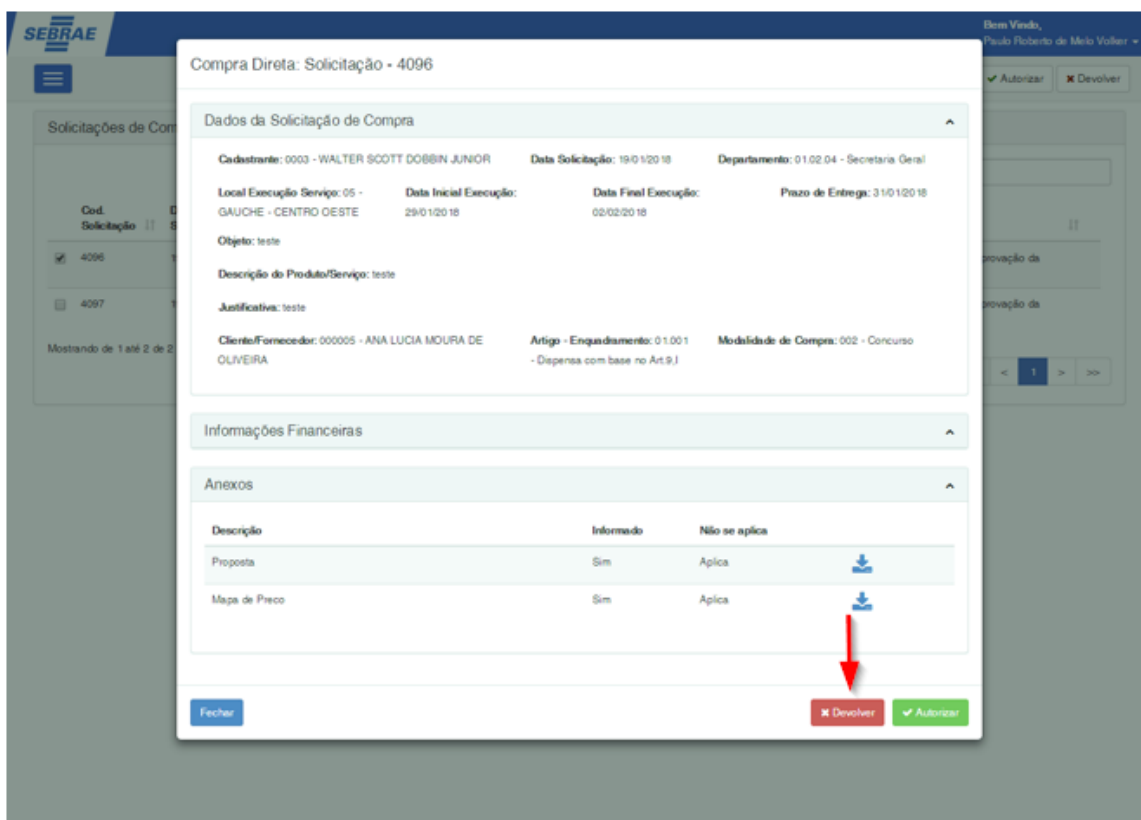 SEBRAE
Bem Vindo,
Paulo Roberto de Melo Volker
Autorizar
Devolver
Compra Direta: Solicitação - 4096
Solicitações de Com
Dados da Solicitação de Compra
Cadastrante: 0003 - WALTER SCOTT DOBBIN JUNIOR Data Solicitação: 19/01/2018 Departamento: 01.02.04 - Secretaria Geral
Local Execução Serviço: 05 - Data Inicial Execução: Data Final Execução: Prazo de Entrega: 31/01/2018
GAUCHE - CENTRO OESTE 29/01/2018 02/02/2018
Objeto: teste
Descrição do Produto/Serviço: teste
Justificativa: teste
Cliente/Fornecedor: 000005 - ANA LUCIA MOURA DE Artigo - Enquadramento: 01.001 Modalidade de Compra: 002 - Concurso
OLIVEIRA - Dispensa com base no Art.9,I
Cod.
Solicitação
4096
provação da
4097
provação da
Mostrando de 1 até 2 de 2
< 1 > >>
Informações Financeiras
Anexos
Descrição Informado Não se aplica
Proposta Sim Aplica
Mapa de Preco Sim Aplica
Fechar Devolver Autorizar